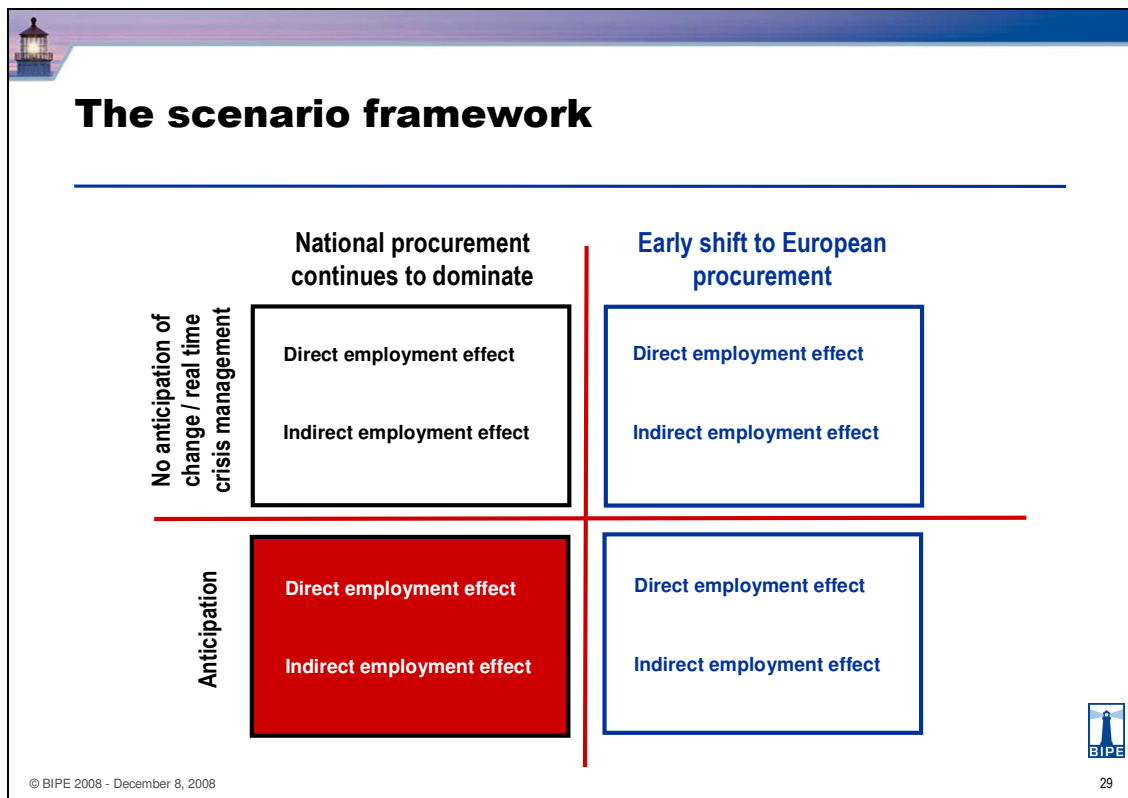 The scenario framework
National procurement
continues to dominate
Early shift to European
procurement
No anticipation of
change / real time
crisis management
Direct employment effect
Indirect employment effect
Direct employment effect
Indirect employment effect
Anticipation
Direct employment effect
Indirect employment effect
Direct employment effect
Indirect employment effect
BIPE
© BIPE 2008 - December 8, 2008
29